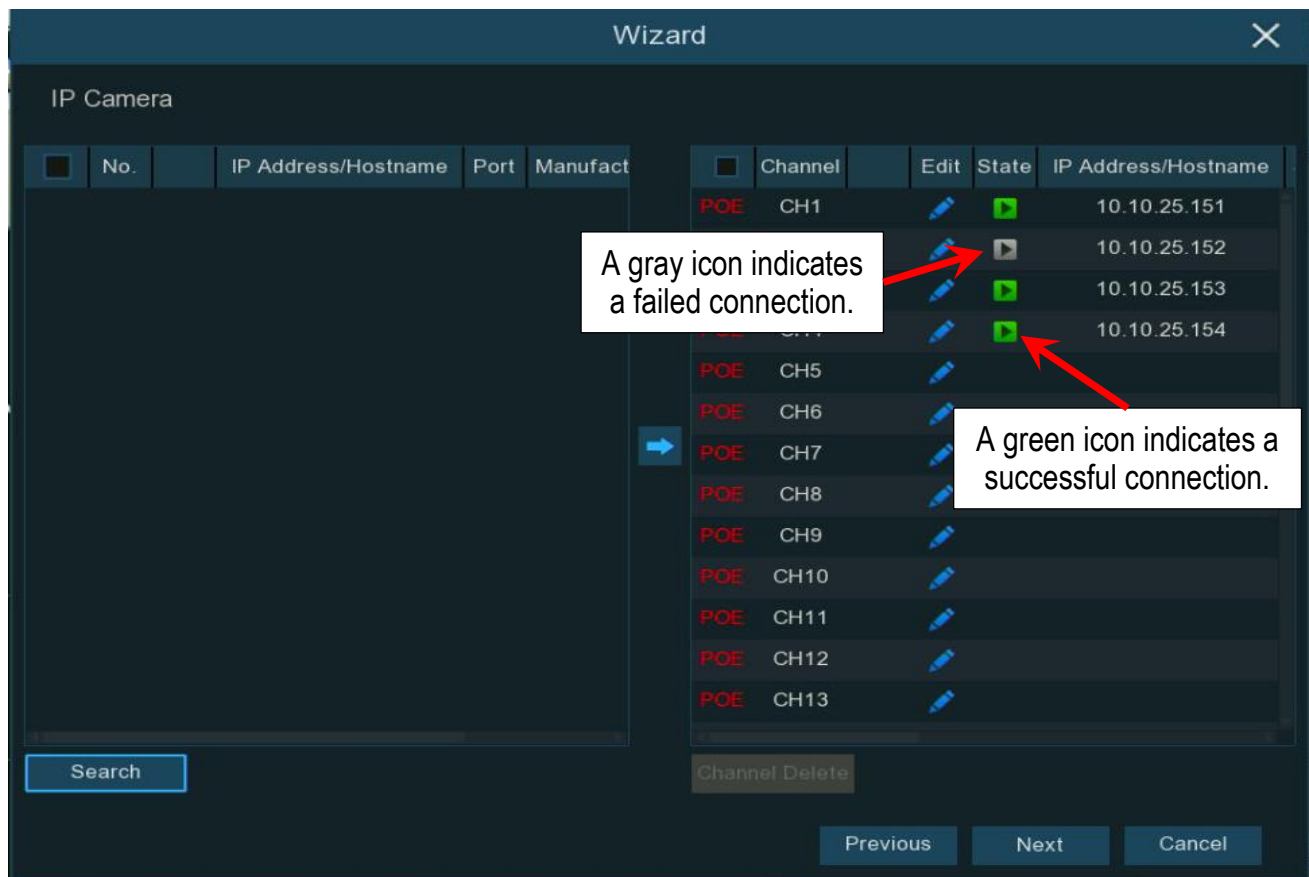 Wizard
IP Camera
No. IP Address/Hostname Port Manufact
Channel Edit State IP Address/Hostname
POE CH1 10.10.25.151
10.10.25.152
10.10.25.153
10.10.25.154
A gray icon indicates
a failed connection.
POE CH5
POE CH6
POE CH7
POE CH8
POE CH9
POE CH10
POE CH11
POE CH12
POE CH13
A green icon indicates a
successful connection.
Search
Channel Delete
Previous Next Cancel